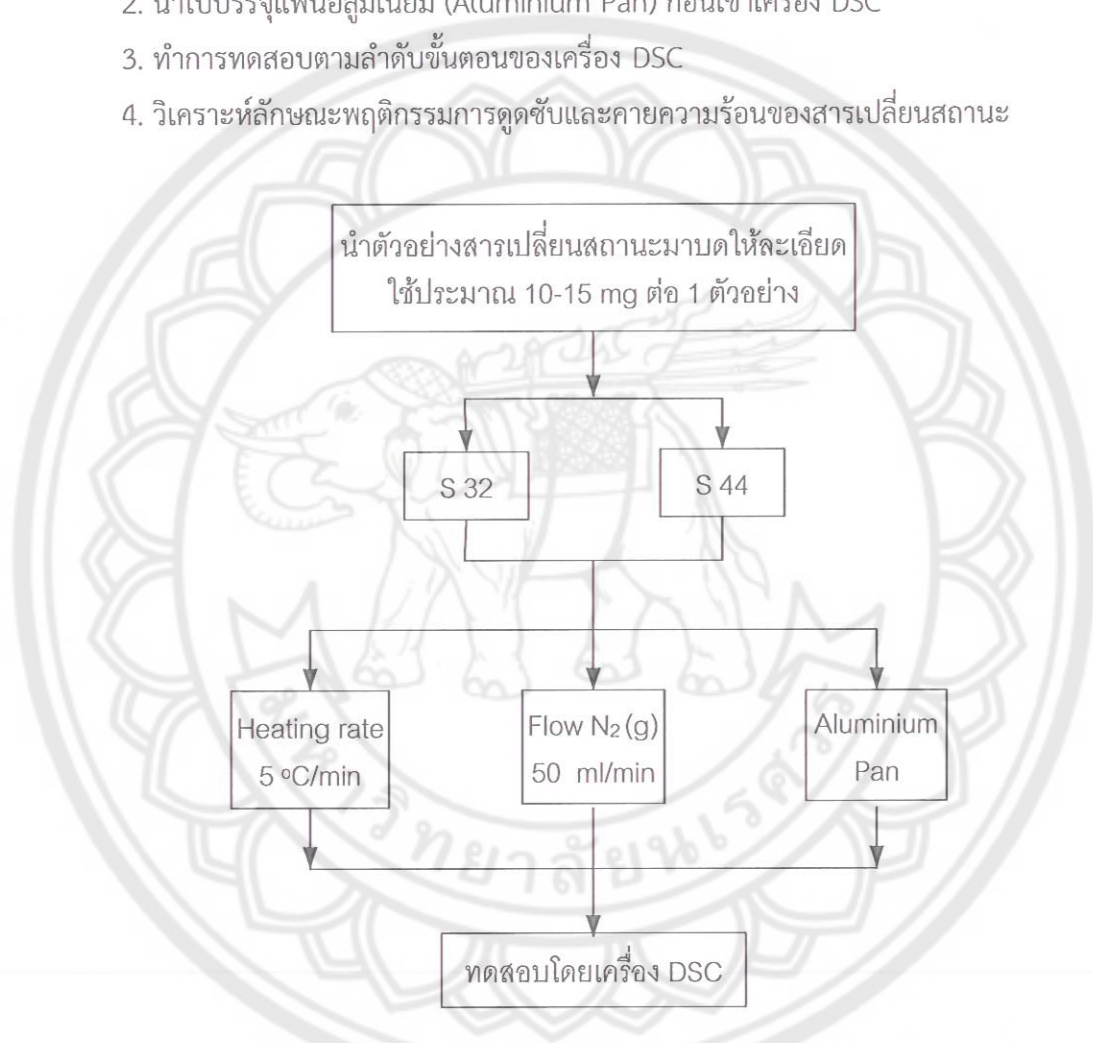 2. นำไปบรรจุแพนอลูมิเนียม (Aluminium Pan) ก่อนเข้าเครื่อง DSC
3. ทำการทดสอบตามลำดับขั้นตอนของเครื่อง DSC
4. วิเคราะห์ลักษณะพฤติกรรมการดูดซับและคายความร้อนของสารเปลี่ยนสถานะ
นำตัวอย่างสารเปลี่ยนสถานะมาบดให้ละเอียด
ใช้ประมาณ 10-15 mg ต่อ 1 ตัวอย่าง
S 32
S 44
Heating rate
5 °C/min
Flow N₂(g)
50 ml/min
Aluminium
Pan
ทดสอบโดยเครื่อง DSC